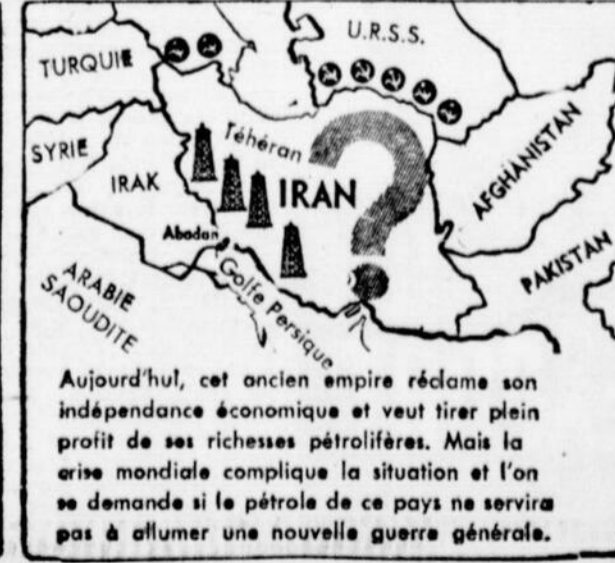 TURQUIE
U.R.S.S.
SYRIE
Téhéran
AFGHANISTAN
IRAK
IRAN
?
Abadan
PAKISTAN
ARABIE
SAOUDITE
Golfe Persique
Aujourd'hui, cet ancien empire réclame son
indépendance économique et veut tirer plein
profit de ses richesses pétrolifères. Mais la
crise mondiale complique la situation et l'on
se demande si le pétrole de ce pays ne servira
pas à allumer une nouvelle guerre générale.